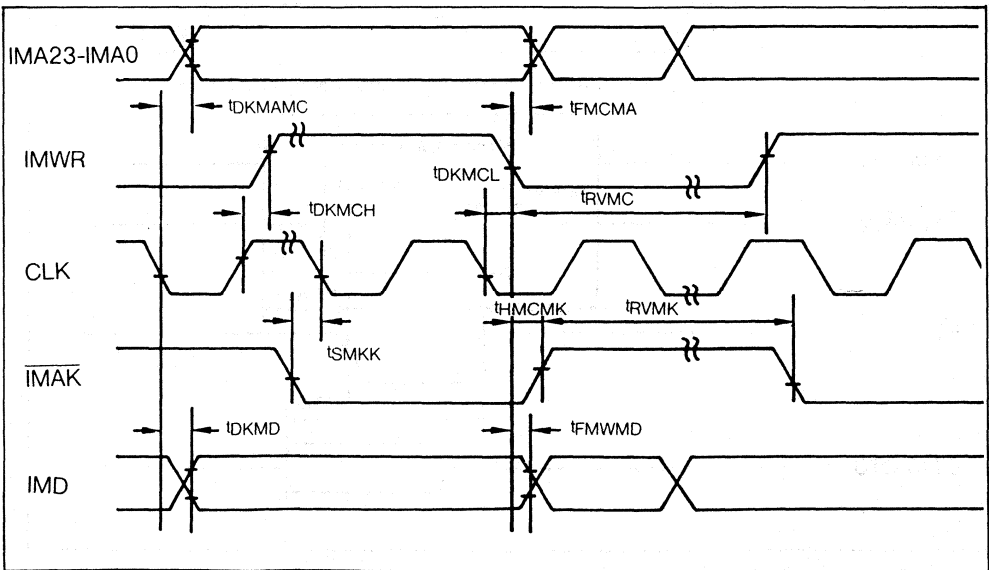 IMA23-IMA0
tDKMAMC
tFMCMA
IMWR
tDKMCL
tDKMCH
tRVMC
CLK
tHMCMK
tRVMK
tSMKK
IMAK
tDKMD
tFMWMD
IMD